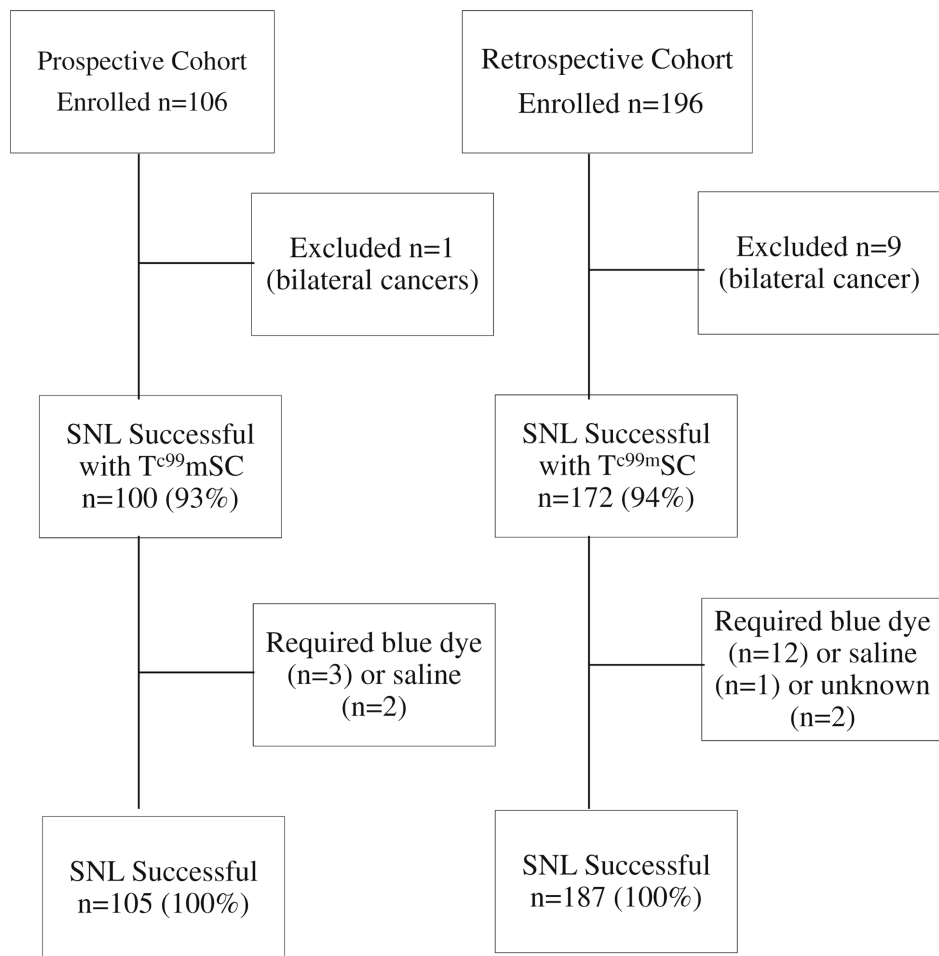 Prospective Cohort
Enrolled n=106
Excluded n=1
(bilateral cancers)
SNL Successful
with Tᶜ⁹⁹mSC
n=100 (93%)
Required blue dye
(n=3) or saline
(n=2)
SNL Successful
n=105 (100%)
Retrospective Cohort
Enrolled n=196
Excluded n=9
(bilateral cancer)
SNL Successful
with Tᶜ⁹⁹ᵐSC
n=172 (94%)
Required blue dye
(n=12) or saline
(n=1) or unknown
(n=2)
SNL Successful
n=187 (100%)